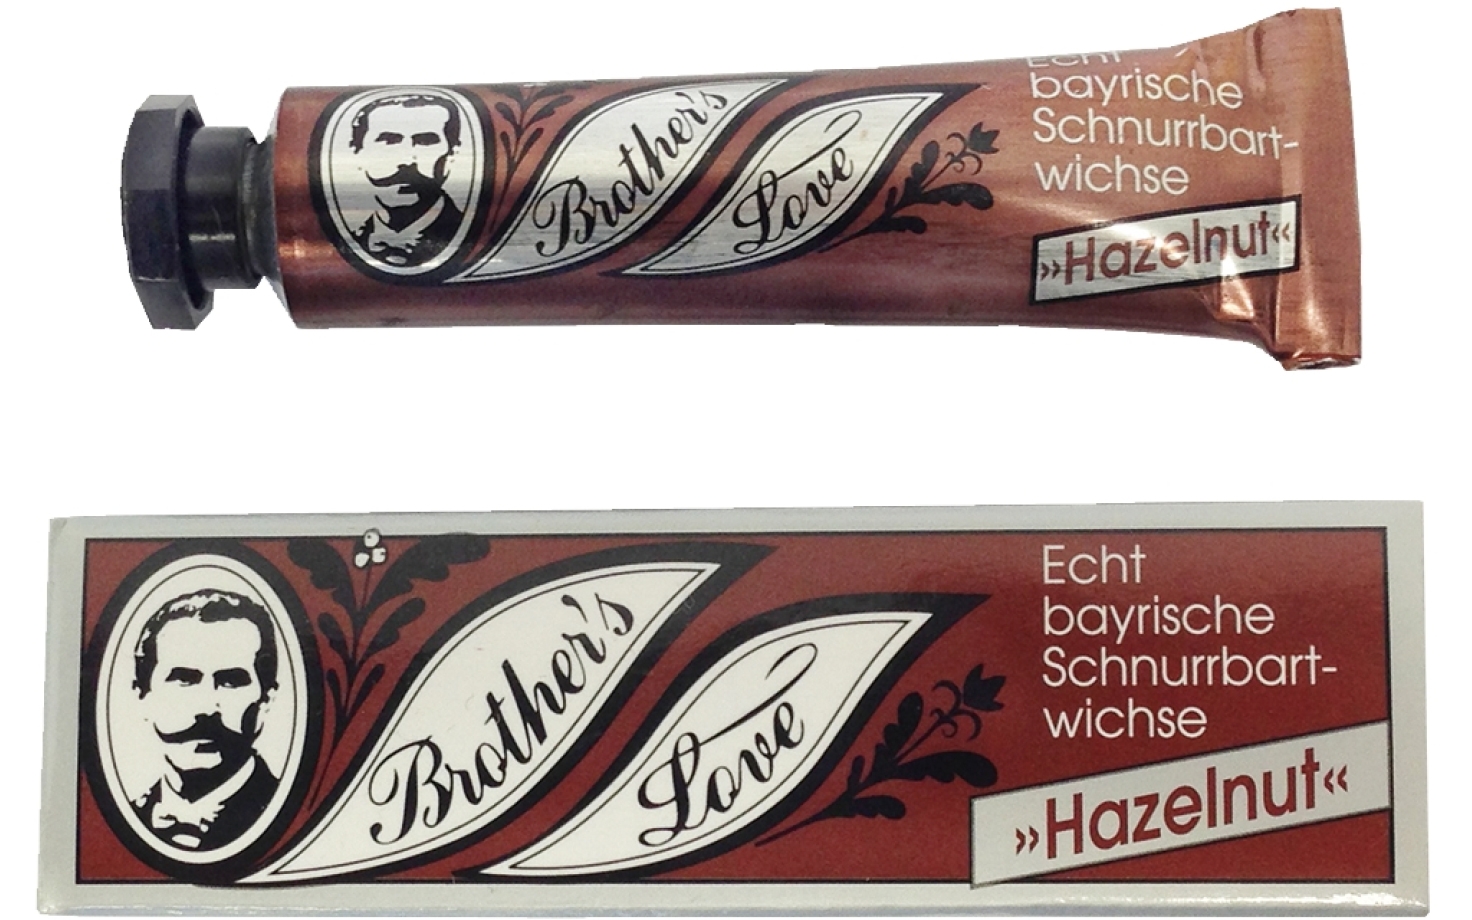 Brother's
Love
Echt
bayrische
Schnurrbart-
wichse
»Hazelnut«
Brother's
Love
Echt
bayrische
Schnurrbart-
wichse
»Hazelnut«